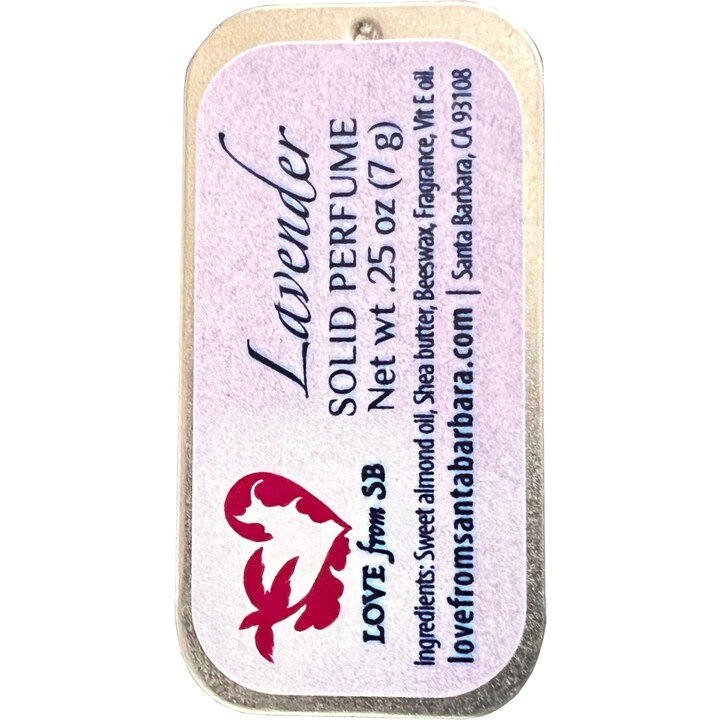 Lavender
SOLID PERFUME
Net wt .25 oz (7 g)
LOVE from SB
Ingredients: Sweet almond oil, Shea butter, Beeswax, Fragrance, Vit E oil.
lovefromsantabarbara.com | Santa Barbara, CA 93108